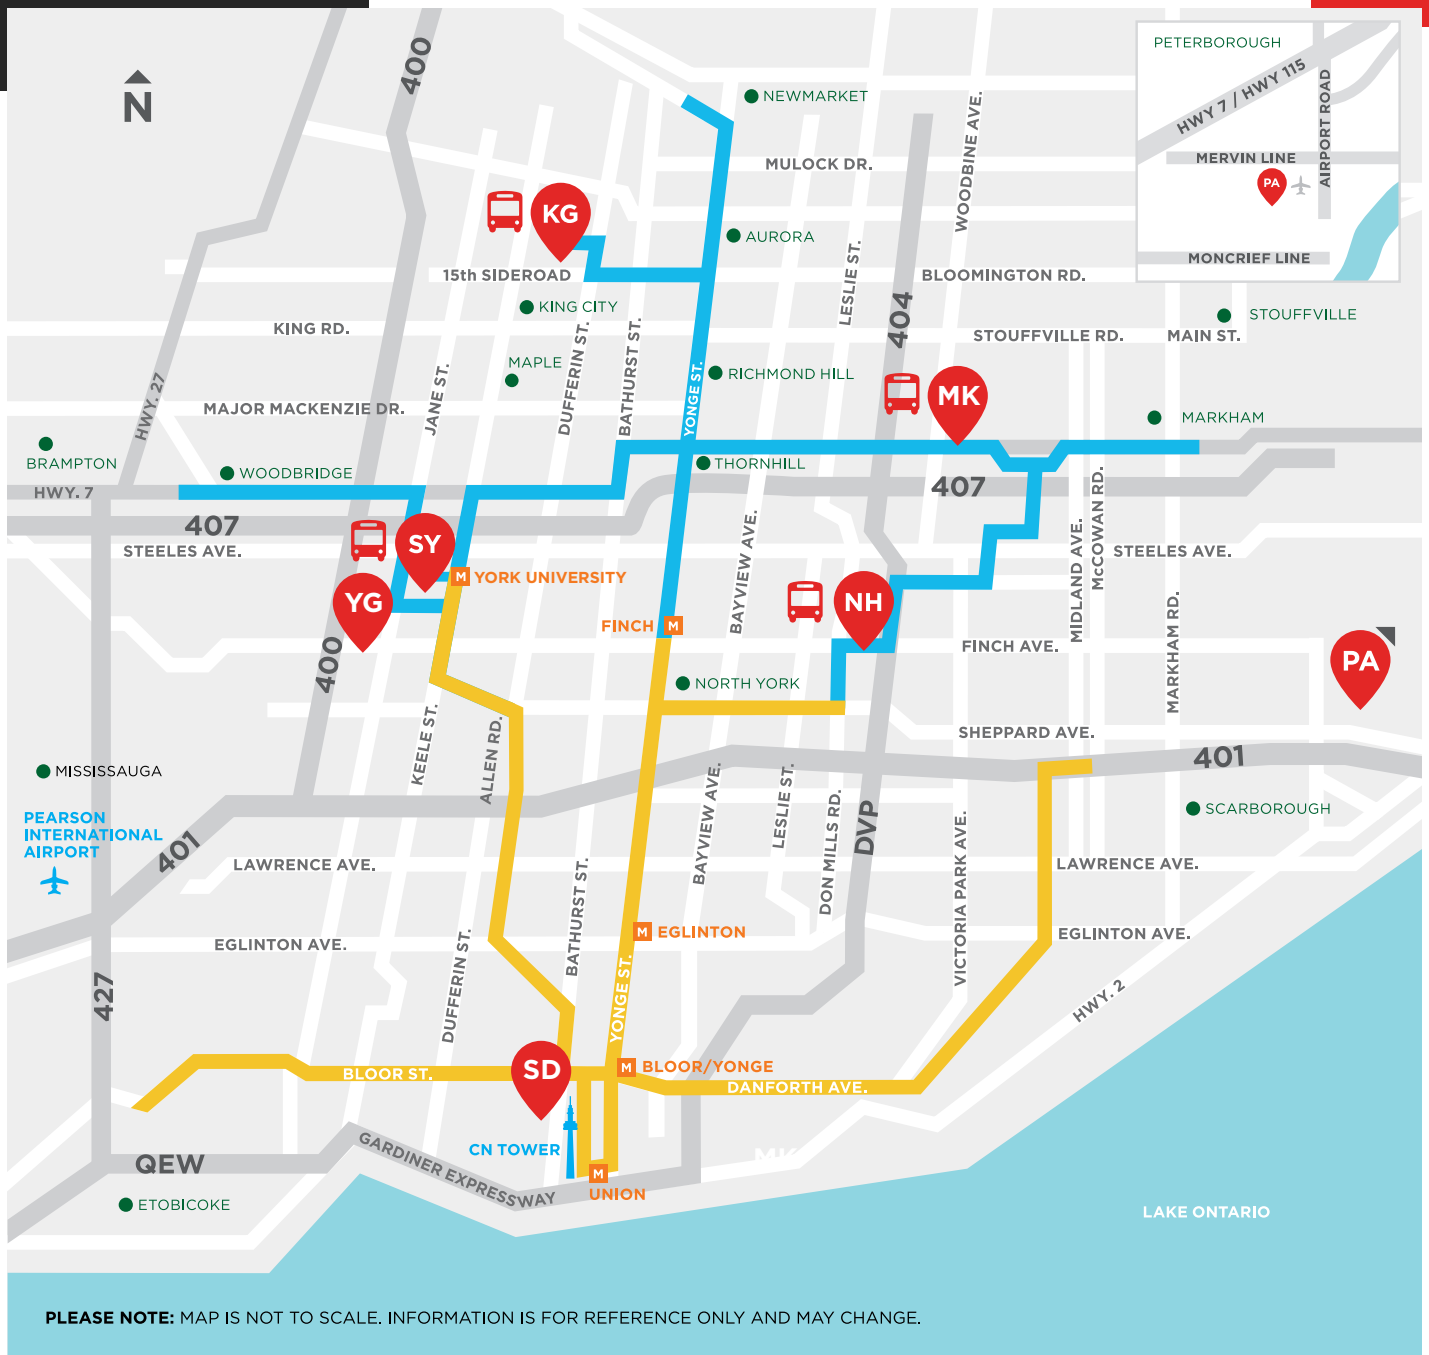 N
400
NEWMARKET
MULOCK DR.
WOODBINE AVE.
PETERBOROUGH
HWY 7 / HWY 115
AIRPORT ROAD
MERVIN LINE
PA
MONCRIEF LINE
KG
AURORA
15th SIDEROAD
LESLIE ST.
BLOOMINGTON RD.
KING CITY
404
STOUFFVILLE
KING RD.
STOUFFVILLE RD.
MAIN ST.
DUFFERIN ST.
BATHURST ST.
MAPLE
JANE ST.
YONGE ST.
RICHMOND HILL
HWY. 27
MAJOR MACKENZIE DR.
MK
MARKHAM
BRAMPTON
WOODBRIDGE
THORNHILL
HWY. 7
407
407
STEELES AVE.
SY
BAYVIEW AVE.
MIDLAND AVE.
McCOWAN RD.
STEELES AVE.
M YORK UNIVERSITY
YG
NH
FINCH M
FINCH AVE.
MARKHAM RD.
PA
400
NORTH YORK
KEELE ST.
ALLEN RD.
SHEPPARD AVE.
401
MISSISSAUGA
PEARSON
INTERNATIONAL
AIRPORT
401
BAYVIEW AVE.
LESLIE ST.
DON MILLS RD.
DVP
SCARBOROUGH
LAWRENCE AVE.
LAWRENCE AVE.
VICTORIA PARK AVE.
BATHURST ST.
EGLINTON AVE.
M EGLINTON
EGLINTON AVE.
427
DUFFERIN ST.
YONGE ST.
HWY. 2
BLOOR ST.
SD
M BLOOR/YONGE
DANFORTH AVE.
CN TOWER
GARDINER EXPRESSWAY
QEW
MK
M
UNION
ETOBICOKE
LAKE ONTARIO
PLEASE NOTE: MAP IS NOT TO SCALE. INFORMATION IS FOR REFERENCE ONLY AND MAY CHANGE.